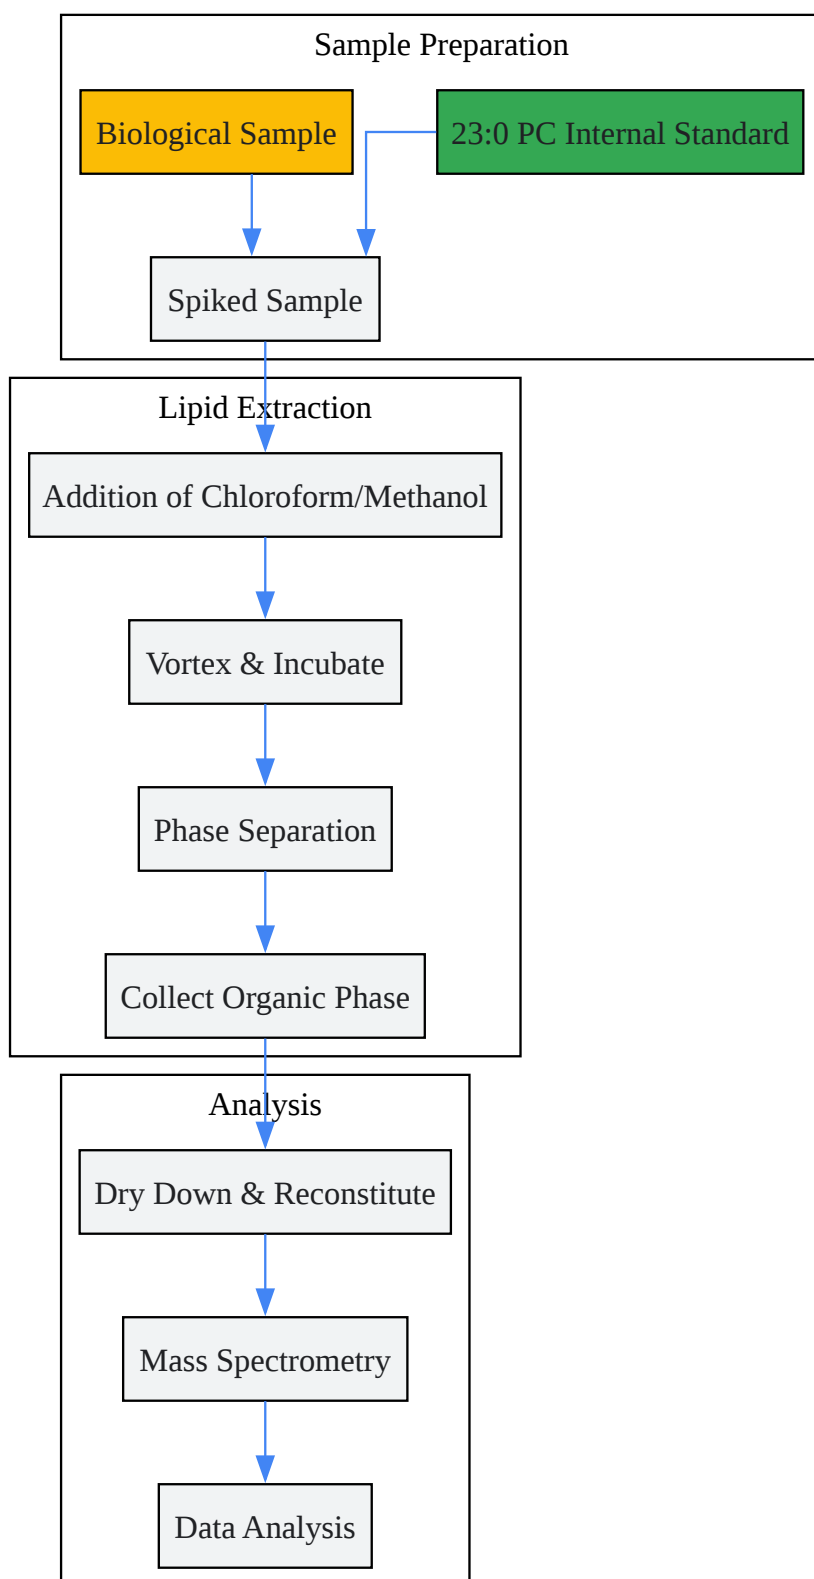 Sample Preparation
Biological Sample
23:0 PC Internal Standard
Spiked Sample
Lipid Extraction
Addition of Chloroform/Methanol
Vortex & Incubate
Phase Separation
Collect Organic Phase
Analysis
Dry Down & Reconstitute
Mass Spectrometry
Data Analysis